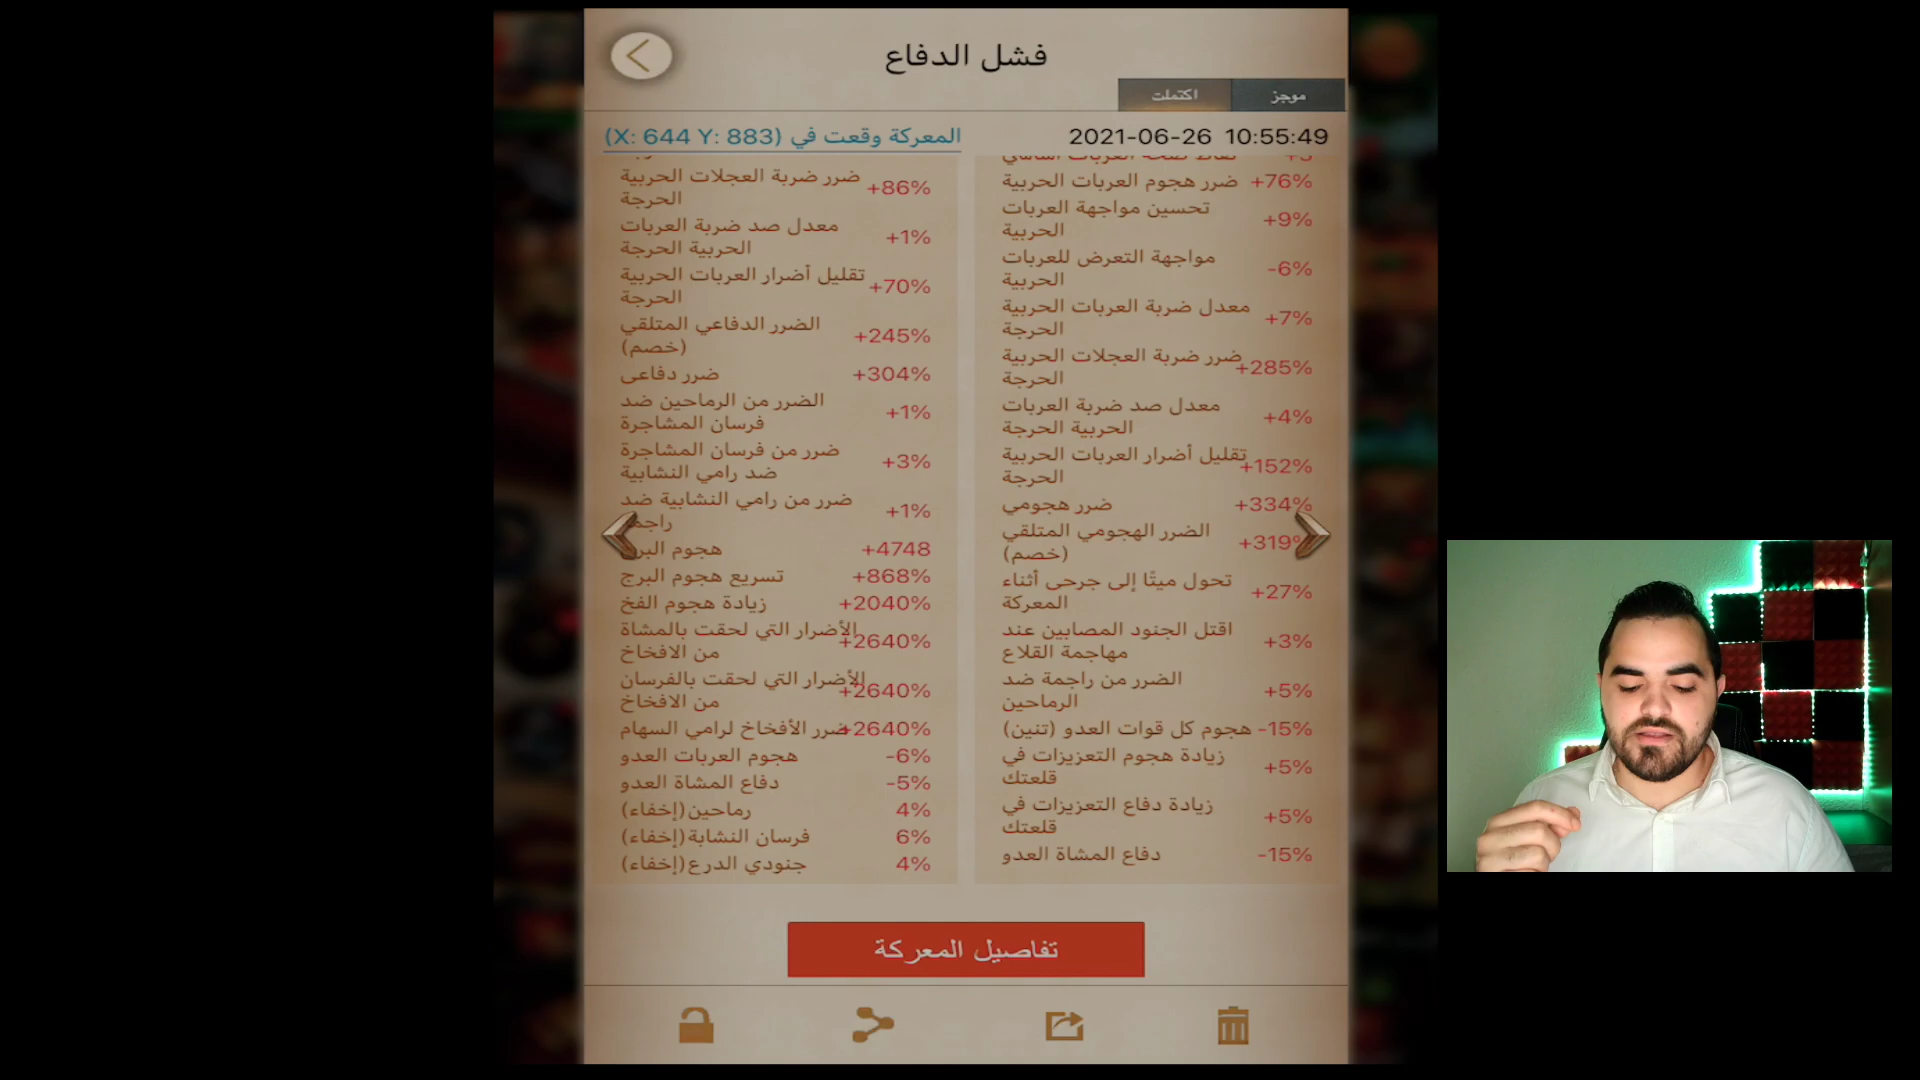 فشل الدفاع
موجز
اكتملت
2021-06-26 10:55:49
المعركة وقعت في (X: 644 Y: 883)
ضرر هجوم العربات الحربية +76%
تحسين مواجهة العربات
الحربية
+9%
مواجهة التعرض للعربات
الحربية
-6%
معدل ضربة العربات الحربية
الحرجة
+7%
ضرر ضربة العجلات الحربية
الحرجة
+285%
معدل صد ضربة العربات
الحربية الحرجة
+4%
تقليل أضرار العربات الحربية
الحرجة
+152%
ضرر هجومي +334%
الضرر الهجومي المتلقي
(خصم)
+319%
تحول ميتًا إلى جرحى أثناء
المعركة
+27%
اقتل الجنود المصابين عند
مهاجمة القلاع
+3%
الضرر من راجمة ضد
الرماحين
+5%
هجوم كل قوات العدو (تنين) -15%
زيادة هجوم التعزيزات في
قلعتك
+5%
زيادة دفاع التعزيزات في
قلعتك
+5%
دفاع المشاة العدو -15%
ضرر ضربة العجلات الحربية
الحرجة
+86%
معدل صد ضربة العربات
الحربية الحرجة
+1%
تقليل أضرار العربات الحربية
الحرجة
+70%
الضرر الدفاعي المتلقي
(خصم)
+245%
ضرر دفاعى +304%
الضرر من الرماحين ضد
فرسان المشاجرة
+1%
ضرر من فرسان المشاجرة
ضد رامي النشابية
+3%
ضرر من رامي النشابية ضد
+1%
هجوم +4748
تسريع هجوم البرج +868%
زيادة هجوم الفخ +2040%
الأضرار التي لحقت بالمشاة
من الافخاخ
+2640%
الأضرار التي لحقت بالفرسان
من الافخاخ
+2640%
ضرر الأفخاخ لرامي السهام +2640%
هجوم العربات العدو -6%
دفاع المشاة العدو -5%
رماحين(إخفاء) 4%
فرسان النشابة(إخفاء) 6%
جنودي الدرع(إخفاء) 4%
تفاصيل المعركة